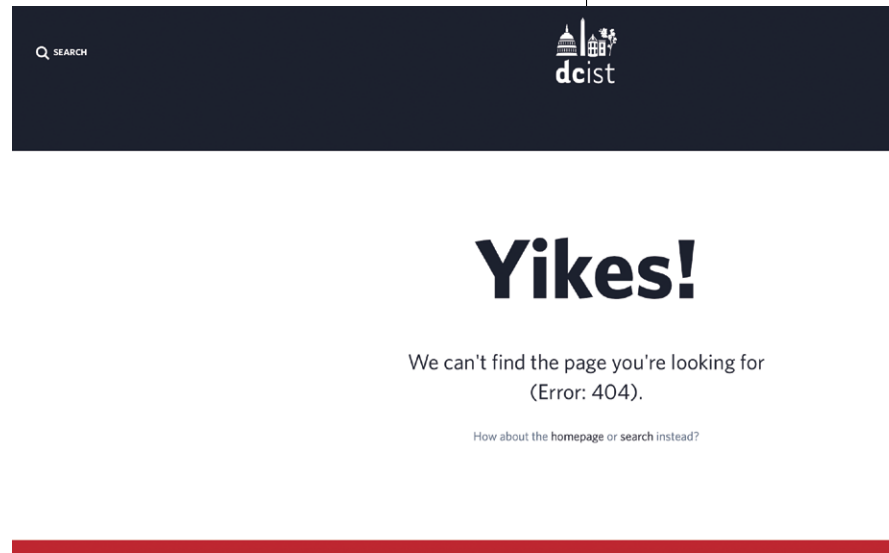 SEARCH
dcist
Yikes!
We can't find the page you're looking for
(Error: 404).
How about the homepage or search instead?